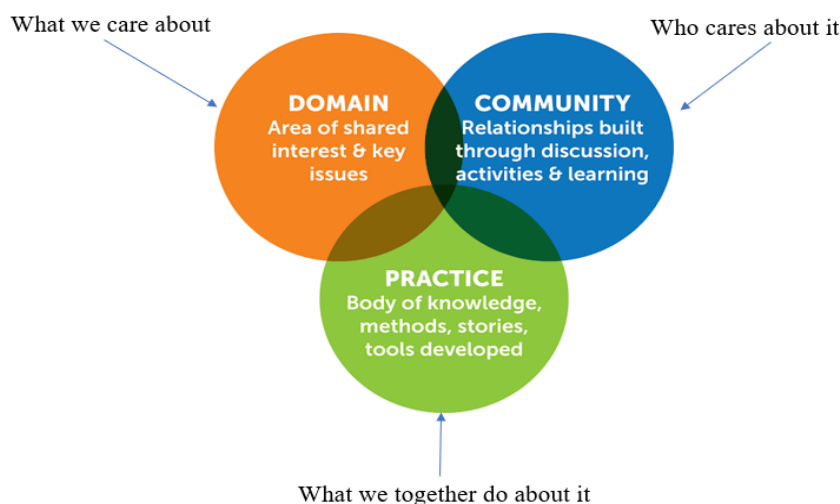 What we care about
Who cares about it
DOMAIN
Area of shared
interest & key
issues
COMMUNITY
Relationships built
through discussion,
activities & learning
PRACTICE
Body of knowledge,
methods, stories,
tools developed
What we together do about it